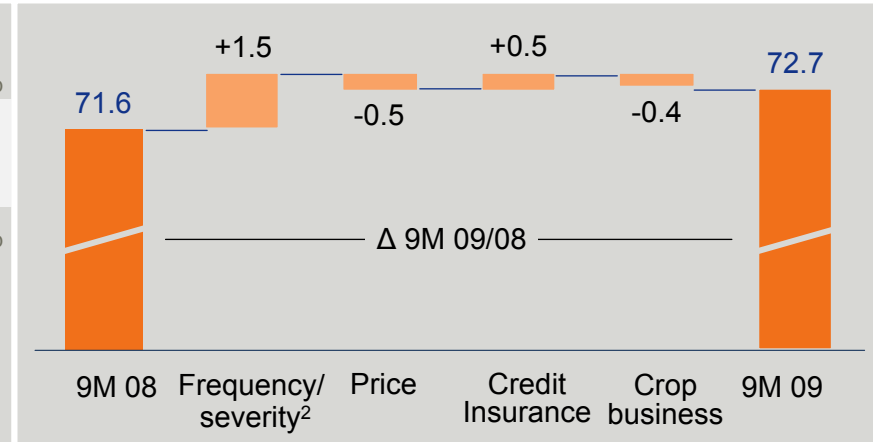 +1.5
+0.5
72.7
71.6
-0.5
-0.4
Δ 9M 09/08
9M 08
Frequency/
severity²
Price
Credit
Insurance
Crop
business
9M 09